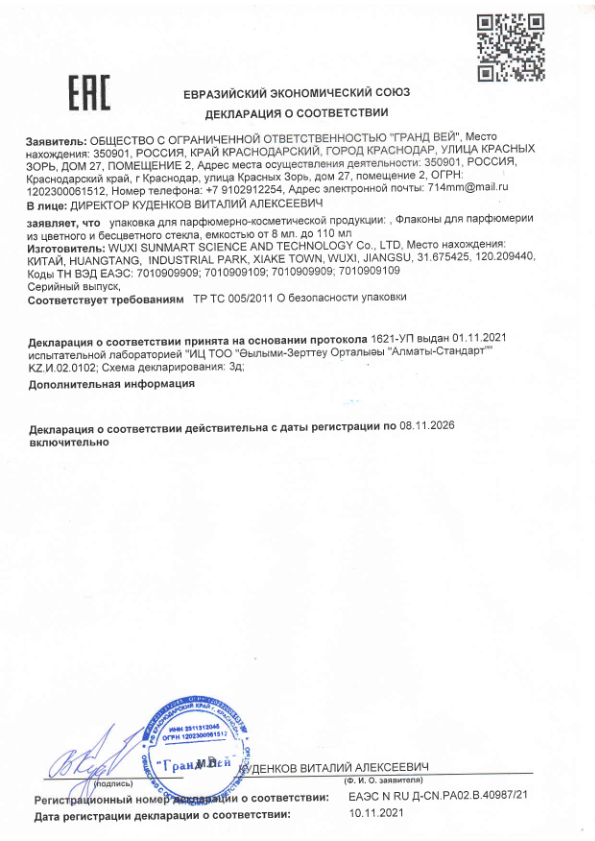 EAC
ЕВРАЗИЙСКИЙ ЭКОНОМИЧЕСКИЙ СОЮЗ
ДЕКЛАРАЦИЯ О СООТВЕТСТВИИ
Заявитель: ОБЩЕСТВО С ОГРАНИЧЕННОЙ ОТВЕТСТВЕННОСТЬЮ "ГРАНД ВЕЙ", Место
нахождения: 350901, РОССИЯ, КРАЙ КРАСНОДАРСКИЙ, ГОРОД КРАСНОДАР, УЛИЦА КРАСНЫХ
ЗОРЬ, ДОМ 27, ПОМЕЩЕНИЕ 2, Адрес места осуществления деятельности: 350901, РОССИЯ,
Краснодарский край, г Краснодар, улица Красных Зорь, дом 27, помещение 2, ОГРН:
1202300061512, Номер телефона: +7 9102912254, Адрес электронной почты: 714mm@mail.ru
В лице: ДИРЕКТОР КУДЕНКОВ ВИТАЛИЙ АЛЕКСЕЕВИЧ
заявляет, что упаковка для парфюмерно-косметической продукции: , Флаконы для парфюмерии
из цветного и бесцветного стекла, емкостью от 8 мл. до 110 мл
Изготовитель: WUXI SUNMART SCIENCE AND TECHNOLOGY Co., LTD, Место нахождения:
КИТАЙ, HUANGTANG, INDUSTRIAL PARK, XIAKE TOWN, WUXI, JIANGSU, 31.675425, 120.209440,
Коды ТН ВЭД ЕАЭС: 7010909909; 7010909109; 7010909909; 7010909109
Серийный выпуск,
Соответствует требованиям ТР ТС 005/2011 О безопасности упаковки
Декларация о соответствии принята на основании протокола 1621-УП выдан 01.11.2021
испытательной лабораторией "ИЦ ТОО "Ғылыми-Зерттеу Орталығы "Алматы-Стандарт""
KZ.И.02.0102; Схема декларирования: 3д;
Дополнительная информация
Декларация о соответствии действительна с даты регистрации по 08.11.2026
включительно
ИНН 2311312045
ОГРН 1202300061512
"Гранд Вей"
М.П.
КУДЕНКОВ ВИТАЛИЙ АЛЕКСЕЕВИЧ
(подпись)
(Ф. И. О. заявителя)
Регистрационный номер декларации о соответствии: ЕАЭС N RU Д-CN.РА02.В.40987/21
Дата регистрации декларации о соответствии: 10.11.2021